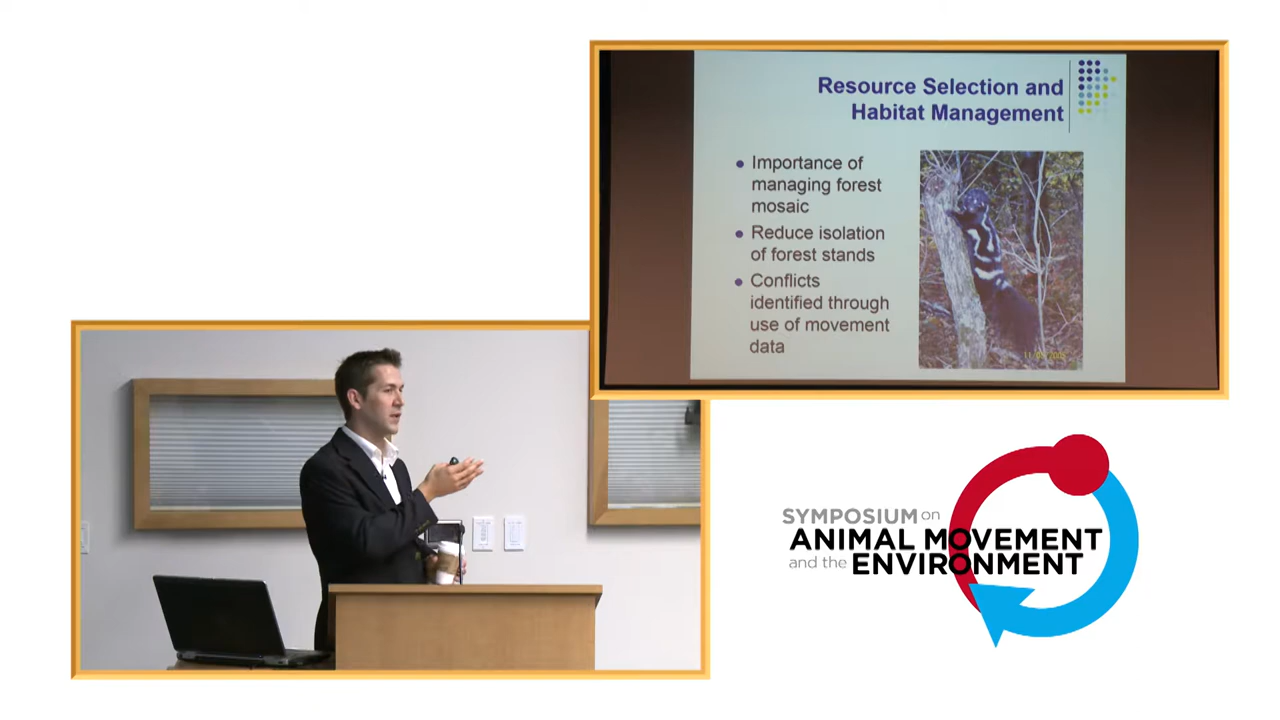 Resource Selection and
Habitat Management
Importance of
managing forest
mosaic
Reduce isolation
of forest stands
Conflicts
identified through
use of movement
data
SYMPOSIUM on
ANIMAL MOVEMENT
and the ENVIRONMENT